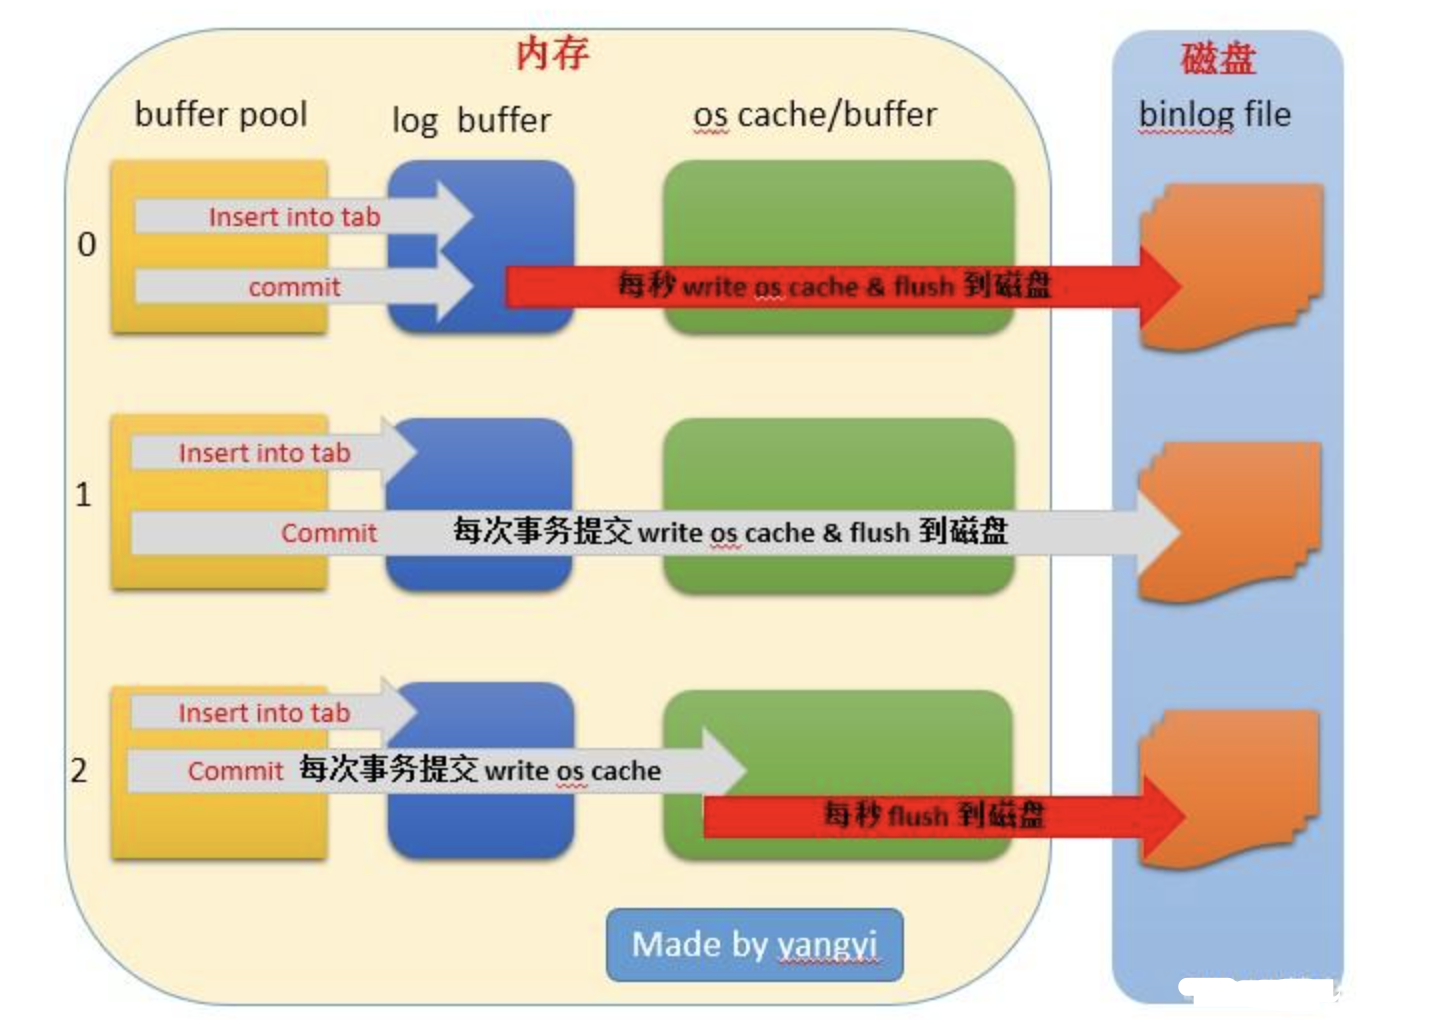 内存
磁盘
buffer pool
log buffer
os cache/buffer
binlog file
0
Insert into tab
commit
每秒 write os cache & flush 到磁盘
1
Insert into tab
Commit 每次事务提交 write os cache & flush 到磁盘
2
Insert into tab
Commit 每次事务提交 write os cache
每秒 flush 到磁盘
Made by yangyi